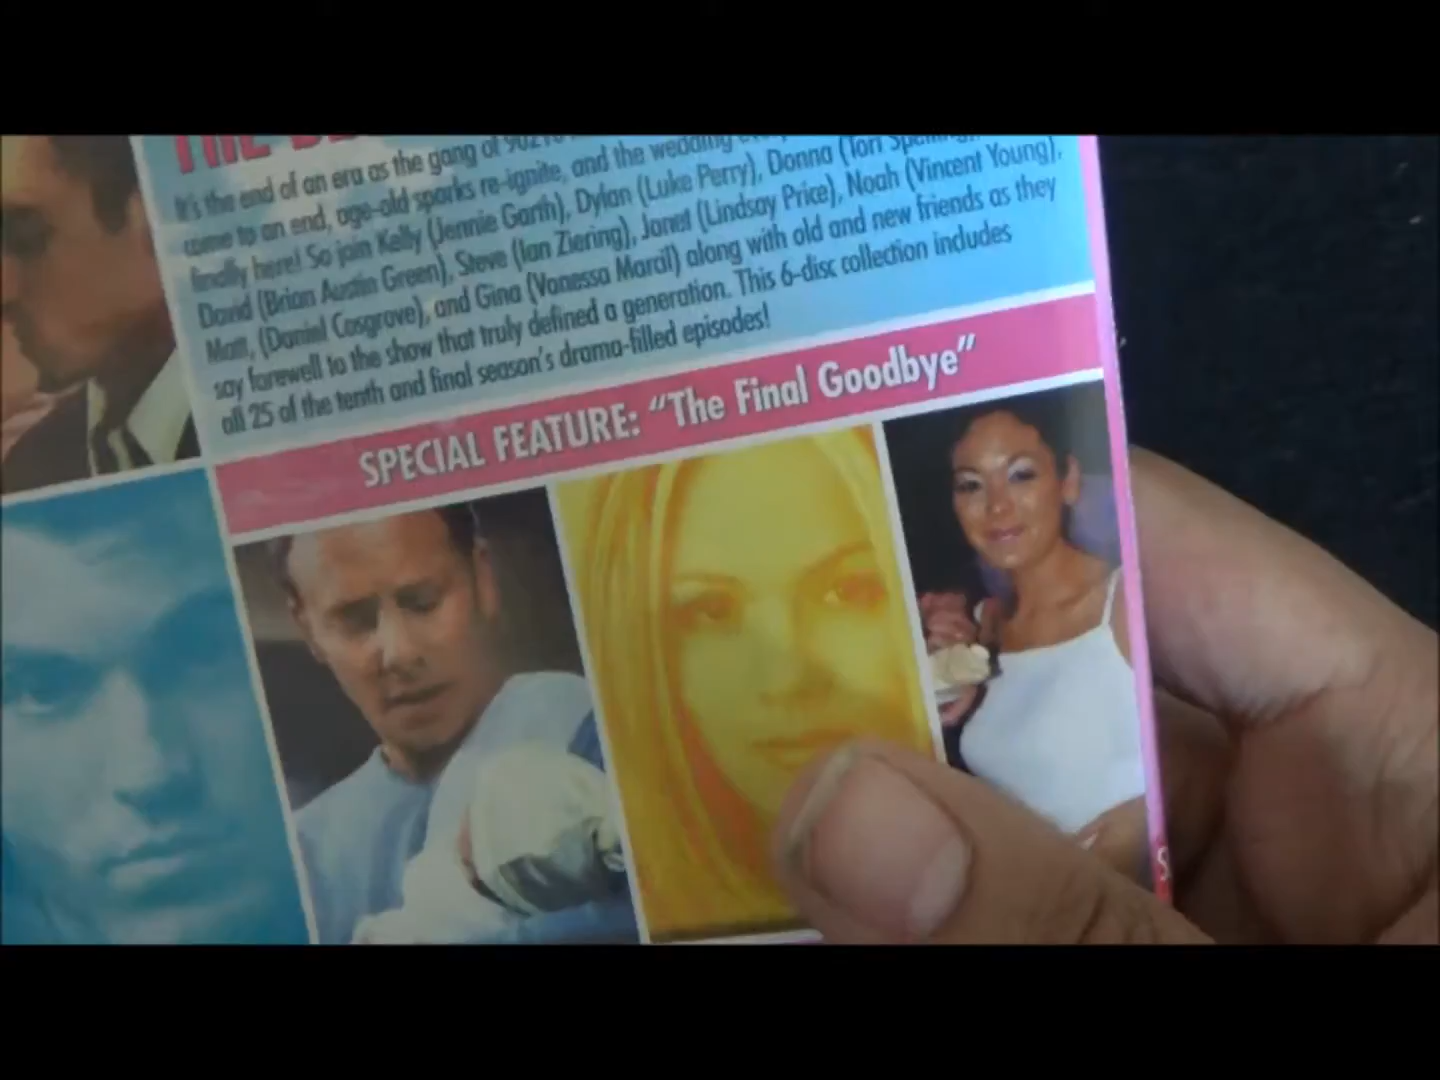 THE
It's the end of an era as the gang of 90210
come to an end, age-old sparks re-ignite, and the wedding
finally here! So join Kelly (Jennie Garth), Dylan (Luke Perry), Donna (Tori Spelling
David (Brian Austin Green), Steve (Ian Ziering), Janet (Lindsay Price), Noah (Vincent Young),
Matt, (Daniel Cosgrove), and Gina (Vanessa Marcil) along with old and new friends as they
say farewell to the show that truly defined a generation. This 6-disc collection includes
all 25 of the tenth and final season's drama-filled episodes!
SPECIAL FEATURE: “The Final Goodbye”